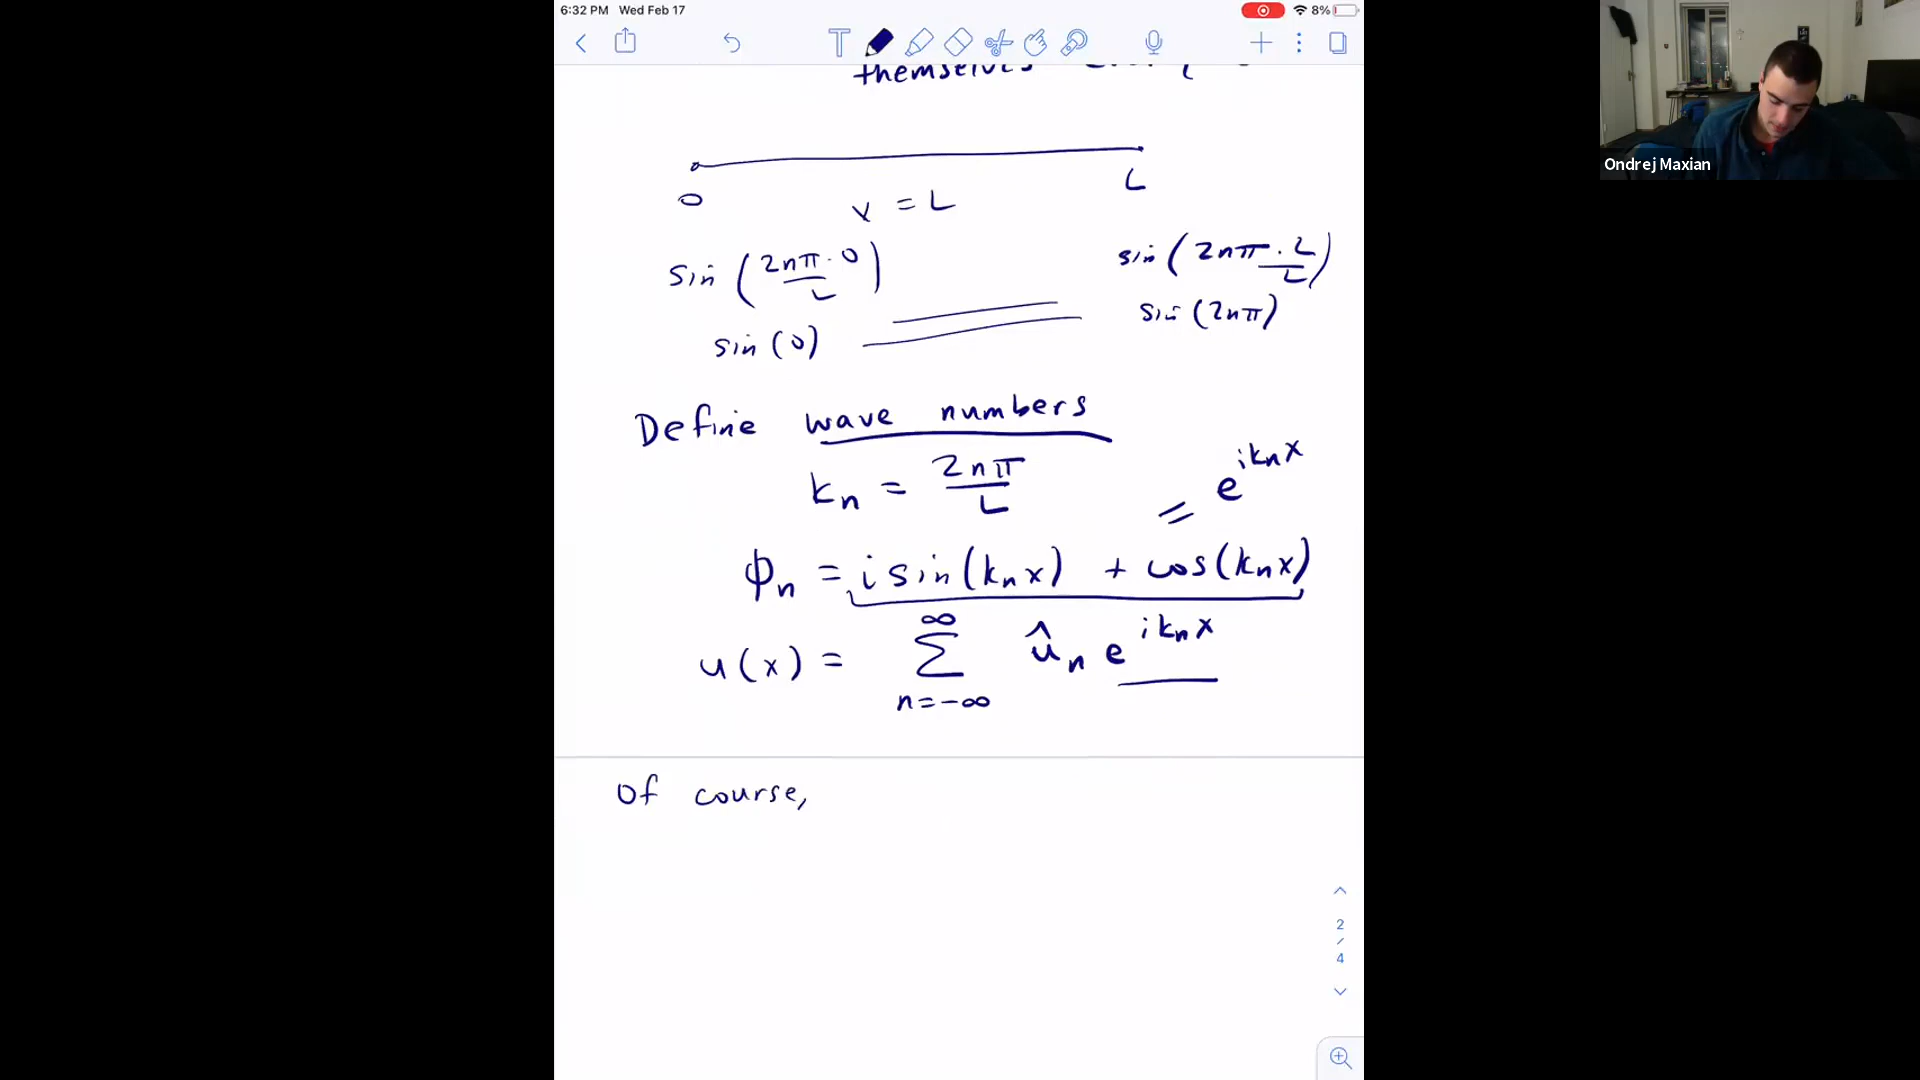 6:32 PM Wed Feb 17
8%
themselves
0
L
x = L
sin (2nπ·0/L)
sin (2nπ·L/L)
sin (2nπ)
sin (0)
Define wave numbers
kₙ = 2nπ/L
= e^{ikₙx}
ϕₙ = i sin(kₙx) + cos(kₙx)
u(x) = ∑_{n=-∞}^{∞} ûₙ e^{ikₙx}
Of course,
2
/
4
Ondrej Maxian